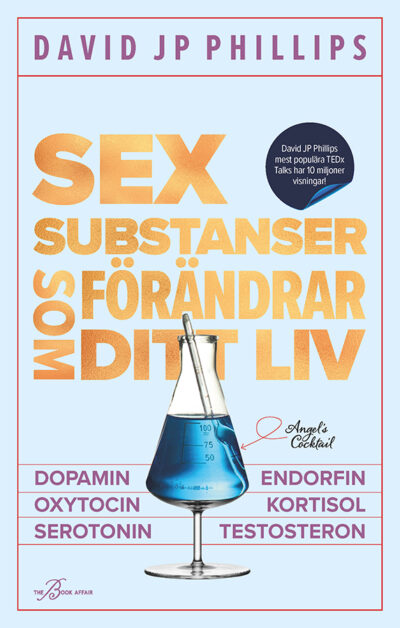 DAVID JP PHILLIPS
David JP Phillips
mest populära TEDx
Talks har 10 miljoner
visningar!
SEX
SUBSTANSER
SOM FÖRÄNDRAR
DITT LIV
Angel's
Cocktail
100
75
50
DOPAMIN ENDORFIN
OXYTOCIN KORTISOL
SEROTONIN TESTOSTERON
THE BOOK AFFAIR